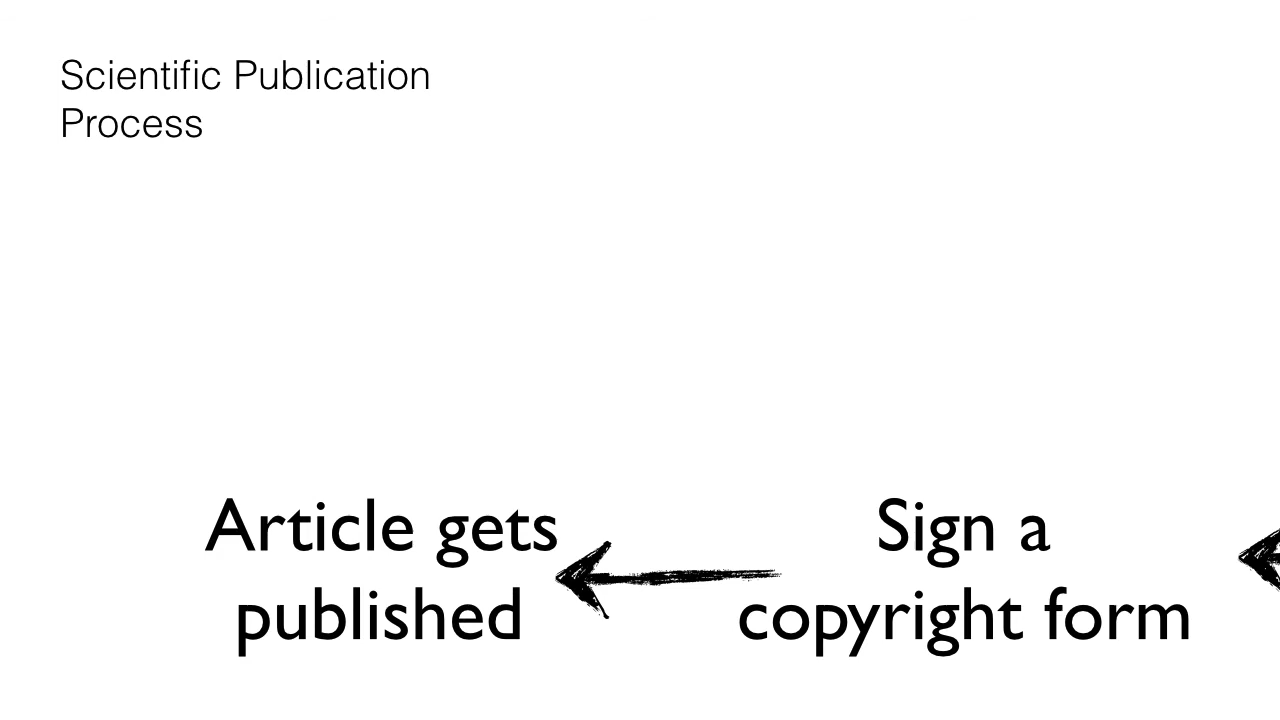 Scientific Publication
Process
Article gets
published
Sign a
copyright form